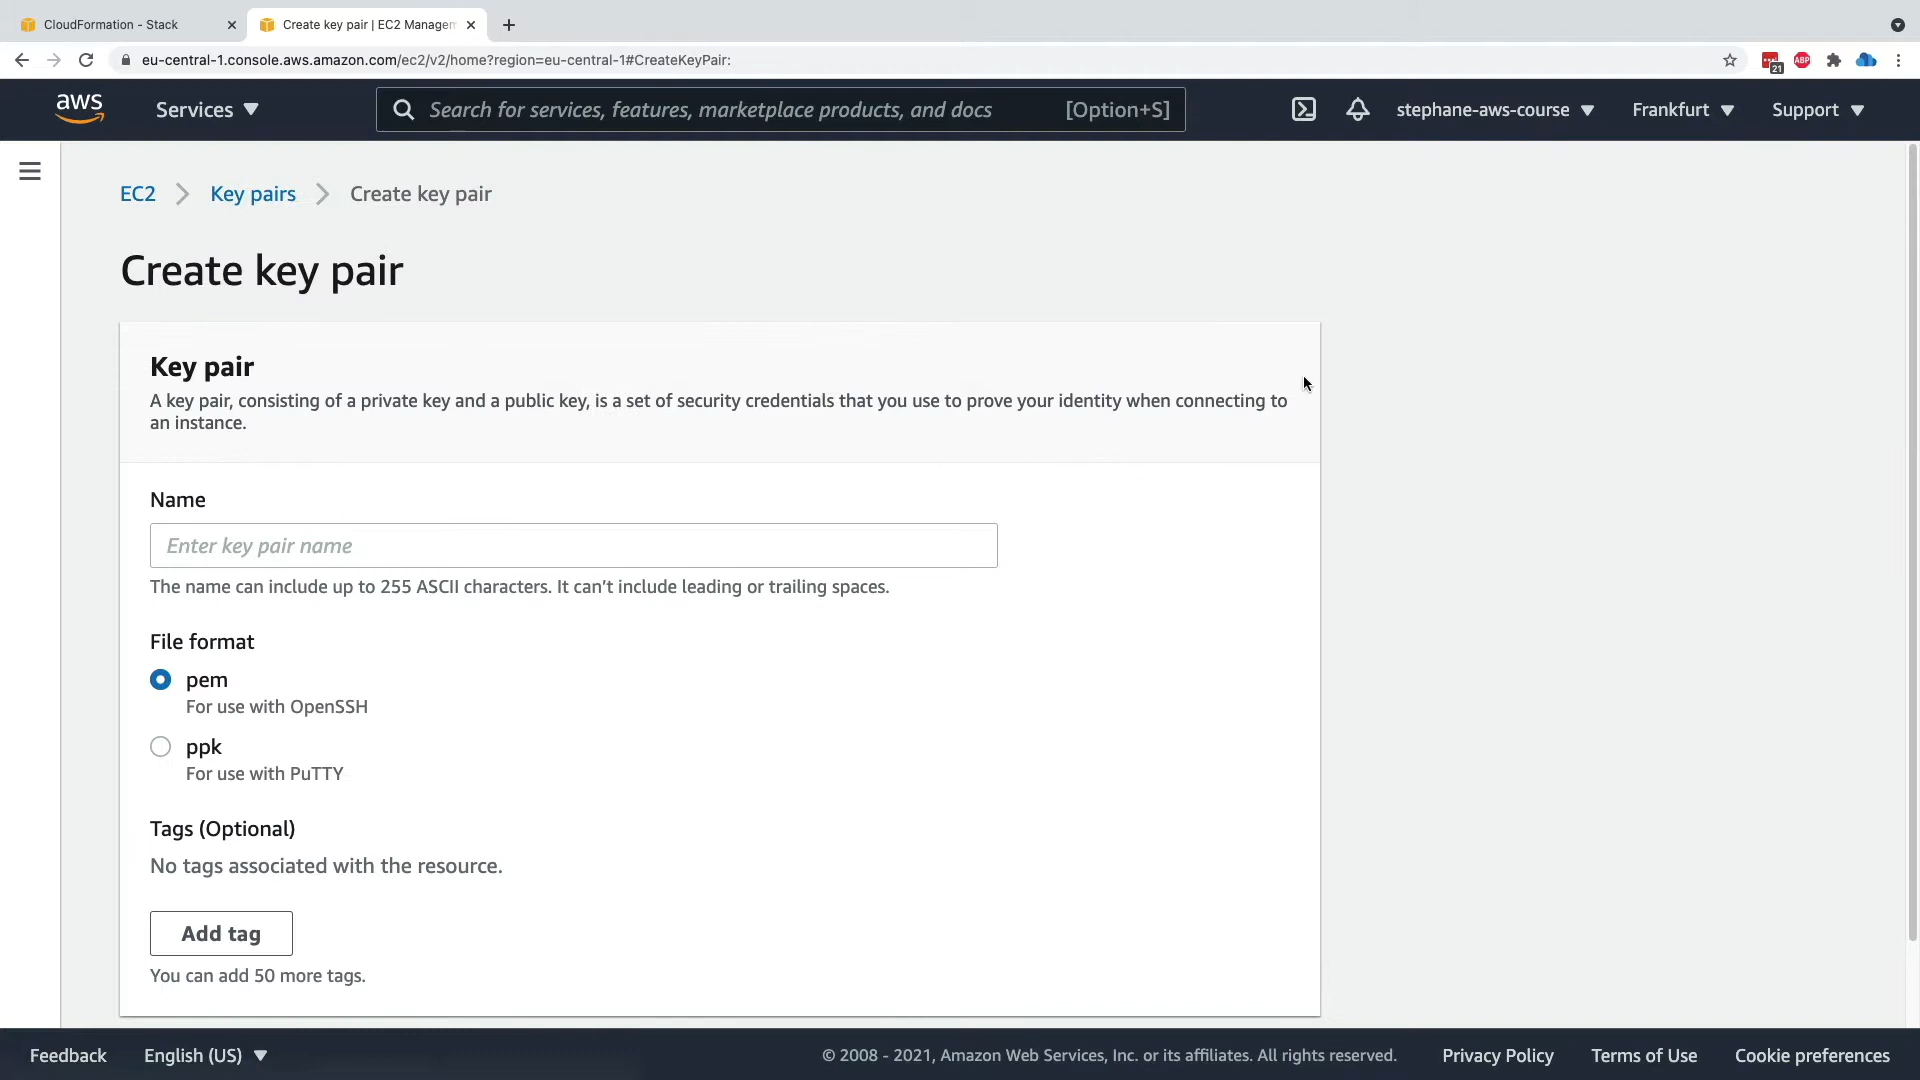 CloudFormation - Stack
Create key pair | EC2 Managem
eu-central-1.console.aws.amazon.com/ec2/v2/home?region=eu-central-1#CreateKeyPair:
21
ABP
aws
Services
Search for services, features, marketplace products, and docs
[Option+S]
stephane-aws-course
Frankfurt
Support
EC2
Key pairs
Create key pair
Create key pair
Key pair
A key pair, consisting of a private key and a public key, is a set of security credentials that you use to prove your identity when connecting to
an instance.
Name
Enter key pair name
The name can include up to 255 ASCII characters. It can’t include leading or trailing spaces.
File format
pem
For use with OpenSSH
ppk
For use with PuTTY
Tags (Optional)
No tags associated with the resource.
Add tag
You can add 50 more tags.
Feedback
English (US)
© 2008 - 2021, Amazon Web Services, Inc. or its affiliates. All rights reserved.
Privacy Policy
Terms of Use
Cookie preferences